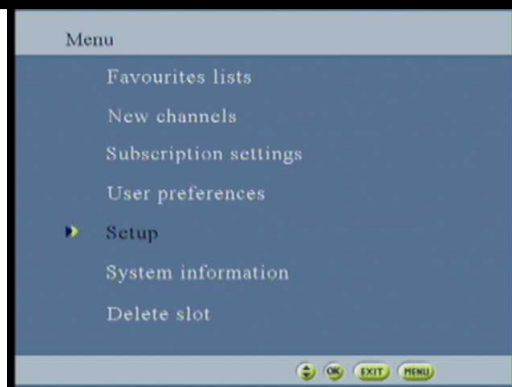 Menu
Favourites lists
New channels
Subscription settings
User preferences
Setup
System information
Delete slot
OK EXIT MENU